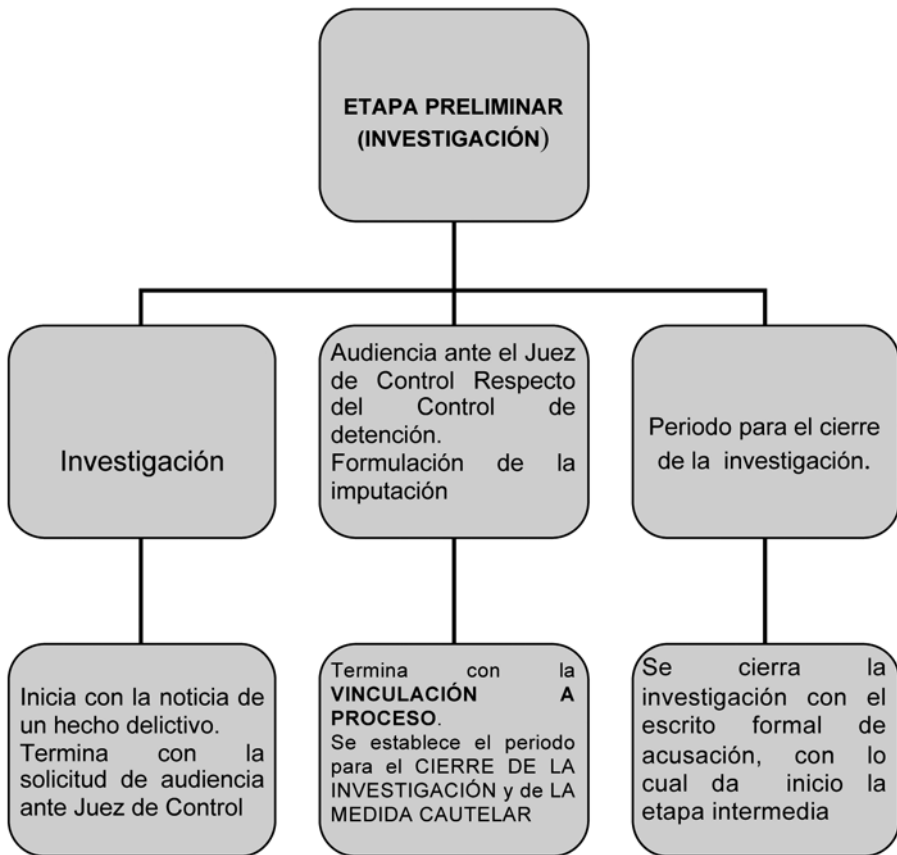 ETAPA PRELIMINAR
(INVESTIGACIÓN)
Investigación
Audiencia ante el Juez
de Control Respecto
del Control de
detención.
Formulación de la
imputación
Periodo para el cierre
de la investigación.
Inicia con la noticia de
un hecho delictivo.
Termina con la
solicitud de audiencia
ante Juez de Control
Termina con la
VINCULACIÓN A
PROCESO.
Se establece el periodo
para el CIERRE DE LA
INVESTIGACIÓN y de LA
MEDIDA CAUTELAR
Se cierra la
investigación con el
escrito formal de
acusación, con lo
cual da inicio la
etapa intermedia